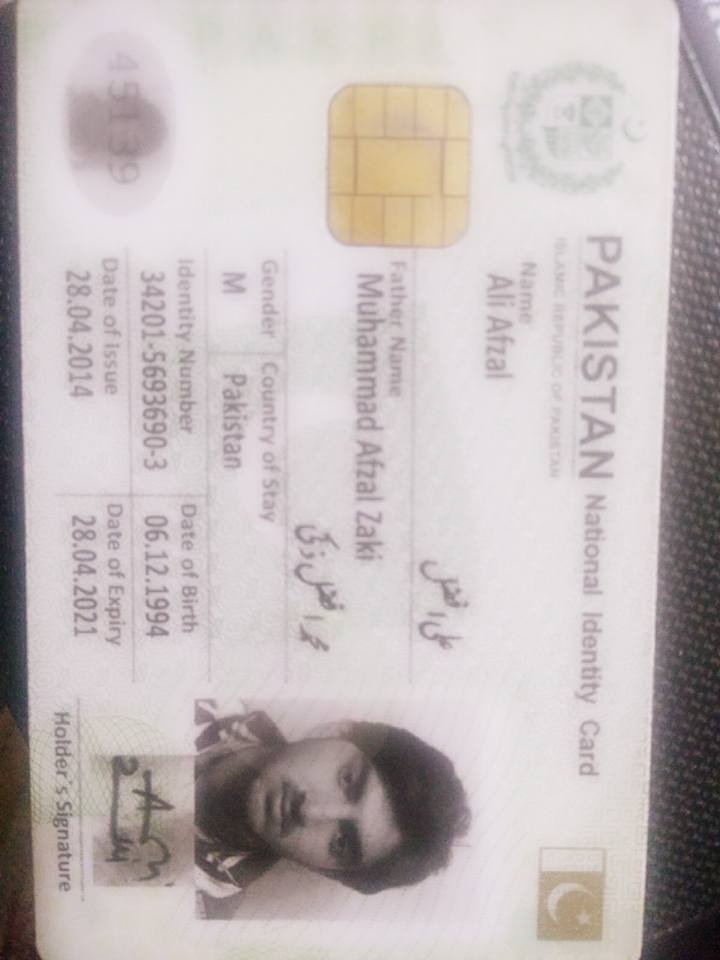 PAKISTAN National Identity Card
ISLAMIC REPUBLIC OF PAKISTAN
Name
Ali Afzal
علی افضل
Father Name
Muhammad Afzal Zaki
محمد افضل ذکی
Gender Country of Stay
M Pakistan
Identity Number Date of Birth
34201-5693690-3 06.12.1994
Date of Issue Date of Expiry
28.04.2014 28.04.2021
45139
Holder's Signature